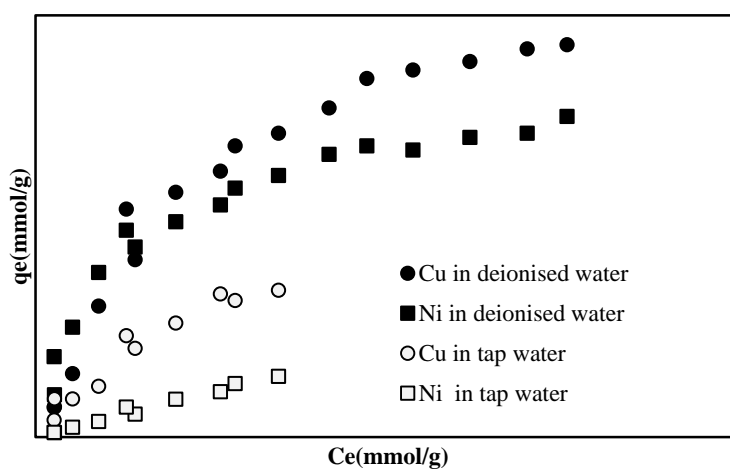 qe(mmol/g)
Cu in deionised water
Ni in deionised water
Cu in tap water
Ni in tap water
Ce(mmol/g)